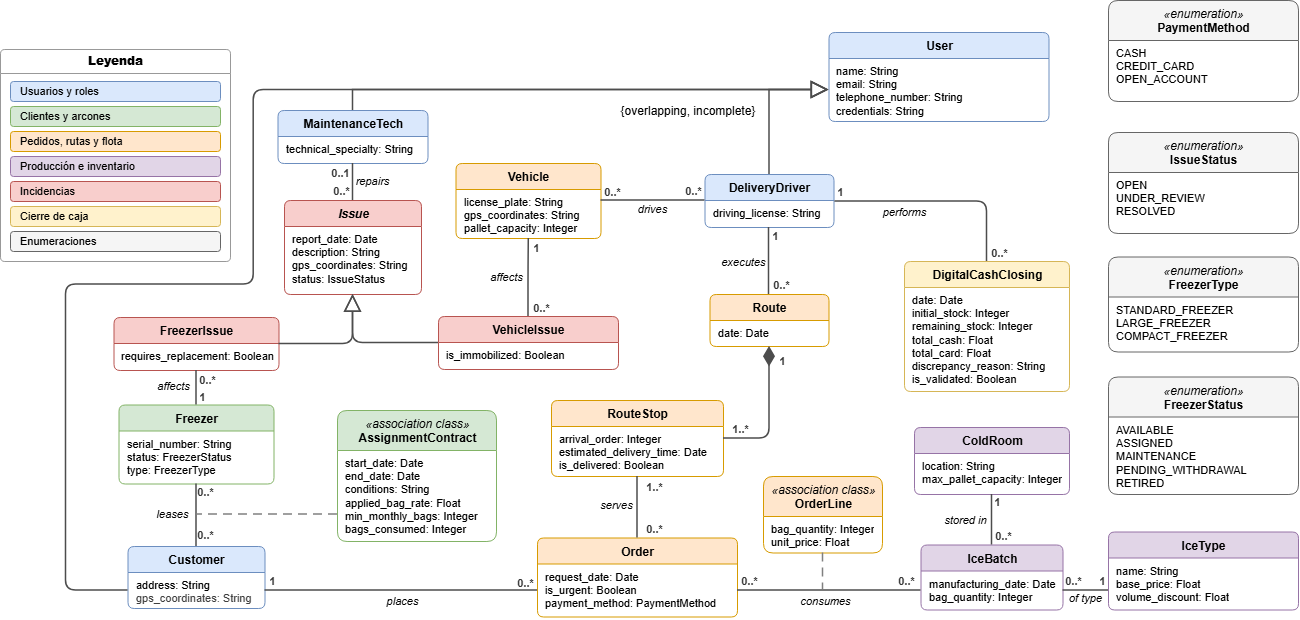 Leyenda
Usuarios y roles
Clientes y arcones
Pedidos, rutas y flota
Producción e inventario
Incidencias
Cierre de caja
Enumeraciones
User
name: String
email: String
telephone_number: String
credentials: String
{overlapping, incomplete}
MaintenanceTech
technical_specialty: String
0..1
repairs
0..*
Issue
report_date: Date
description: String
gps_coordinates: String
status: IssueStatus
Vehicle
license_plate: String
gps_coordinates: String
pallet_capacity: Integer
0..*
drives
0..*
DeliveryDriver
driving_license: String
1
performs
0..*
1
affects
0..*
1
executes
0..*
DigitalCashClosing
date: Date
initial_stock: Integer
remaining_stock: Integer
total_cash: Float
total_card: Float
discrepancy_reason: String
is_validated: Boolean
Route
date: Date
1
1..*
FreezerIssue
requires_replacement: Boolean
VehicleIssue
is_immobilized: Boolean
0..*
affects
1
Freezer
serial_number: String
status: FreezerStatus
type: FreezerType
«association class»
AssignmentContract
start_date: Date
end_date: Date
conditions: String
applied_bag_rate: Float
min_monthly_bags: Integer
bags_consumed: Integer
0..*
leases
0..*
RouteStop
arrival_order: Integer
estimated_delivery_time: Date
is_delivered: Boolean
1..*
serves
0..*
«association class»
OrderLine
bag_quantity: Integer
unit_price: Float
ColdRoom
location: String
max_pallet_capacity: Integer
1
stored in
0..*
Customer
address: String
gps_coordinates: String
1
places
0..*
Order
request_date: Date
is_urgent: Boolean
payment_method: PaymentMethod
0..*
consumes
0..*
IceBatch
manufacturing_date: Date
bag_quantity: Integer
0..*
of type
1
IceType
name: String
base_price: Float
volume_discount: Float
«enumeration»
PaymentMethod
CASH
CREDIT_CARD
OPEN_ACCOUNT
«enumeration»
IssueStatus
OPEN
UNDER_REVIEW
RESOLVED
«enumeration»
FreezerType
STANDARD_FREEZER
LARGE_FREEZER
COMPACT_FREEZER
«enumeration»
FreezerStatus
AVAILABLE
ASSIGNED
MAINTENANCE
PENDING_WITHDRAWAL
RETIRED